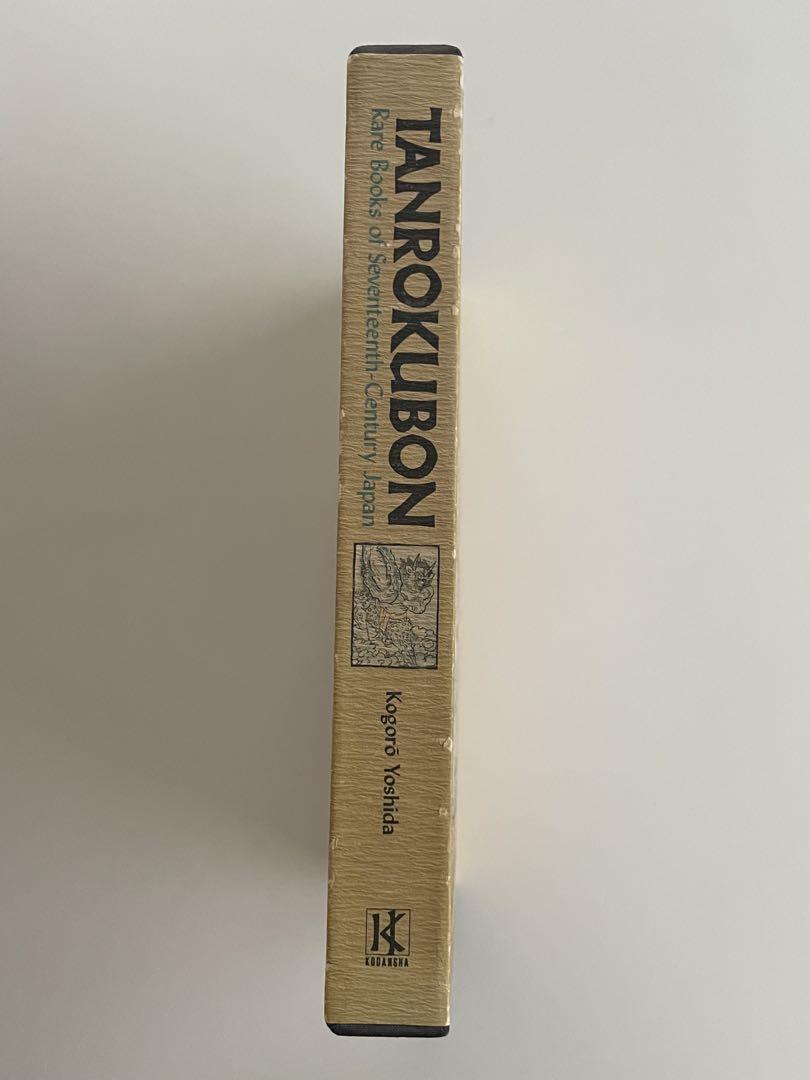 TANROKUBON
Rare Books of Seventeenth-Century Japan
Kogorō Yoshida
K
KODANSHA